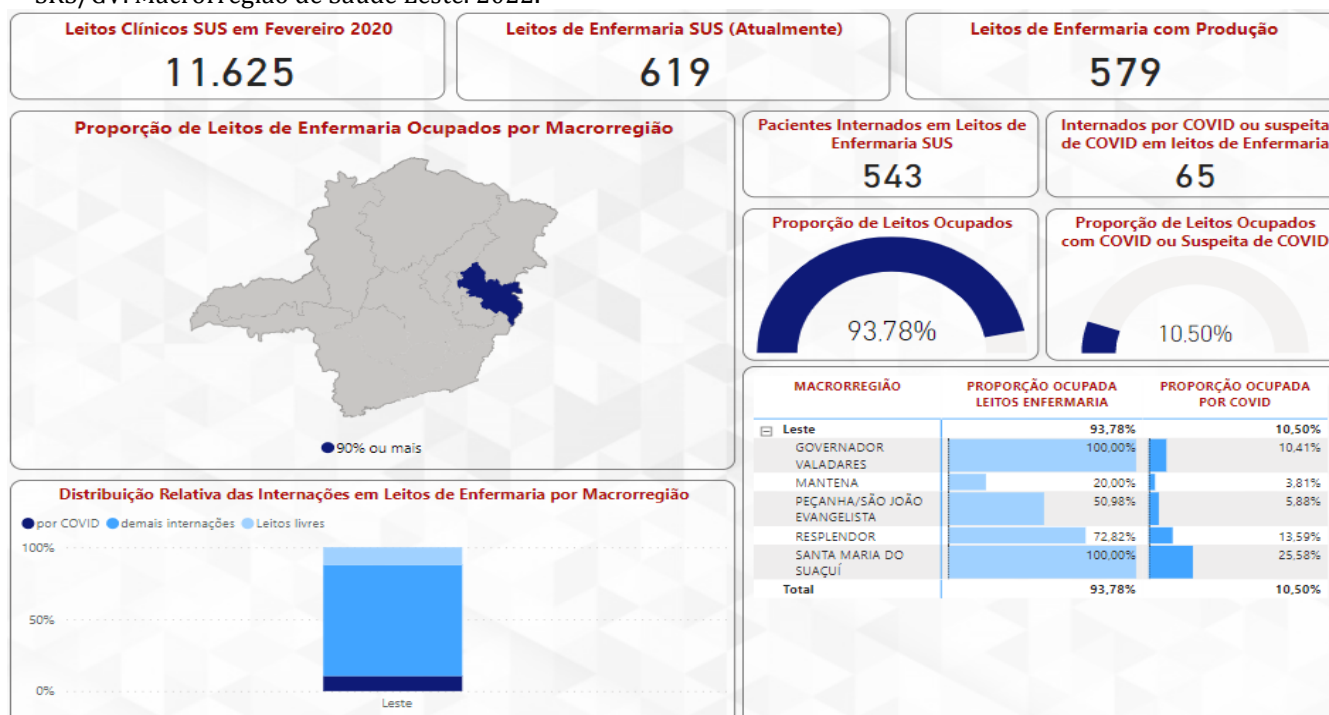 SRS/GV. Macrorregião de Saúde Leste. 2022.
Leitos Clínicos SUS em Fevereiro 2020
11.625
Leitos de Enfermaria SUS (Atualmente)
619
Leitos de Enfermaria com Produção
579
Proporção de Leitos de Enfermaria Ocupados por Macrorregião
90% ou mais
Pacientes Internados em Leitos de
Enfermaria SUS
543
Internados por COVID ou suspeita
de COVID em leitos de Enfermaria
65
Proporção de Leitos Ocupados
93.78%
Proporção de Leitos Ocupados
com COVID ou Suspeita de COVID
10.50%
Distribuição Relativa das Internações em Leitos de Enfermaria por Macrorregião
por COVID demais internações Leitos livres
100%
50%
0%
Leste
MACRORREGIÃO PROPORÇÃO OCUPADA PROPORÇÃO OCUPADA
LEITOS ENFERMARIA POR COVID
Leste 93,78% 10,50%
GOVERNADOR 100,00% 10,41%
VALADARES
MANTENA 20,00% 3,81%
PEÇANHA/SÃO JOÃO 50,98% 5,88%
EVANGELISTA
RESPLENDOR 72,82% 13,59%
SANTA MARIA DO 100,00% 25,58%
SUAÇUÍ
Total 93,78% 10,50%